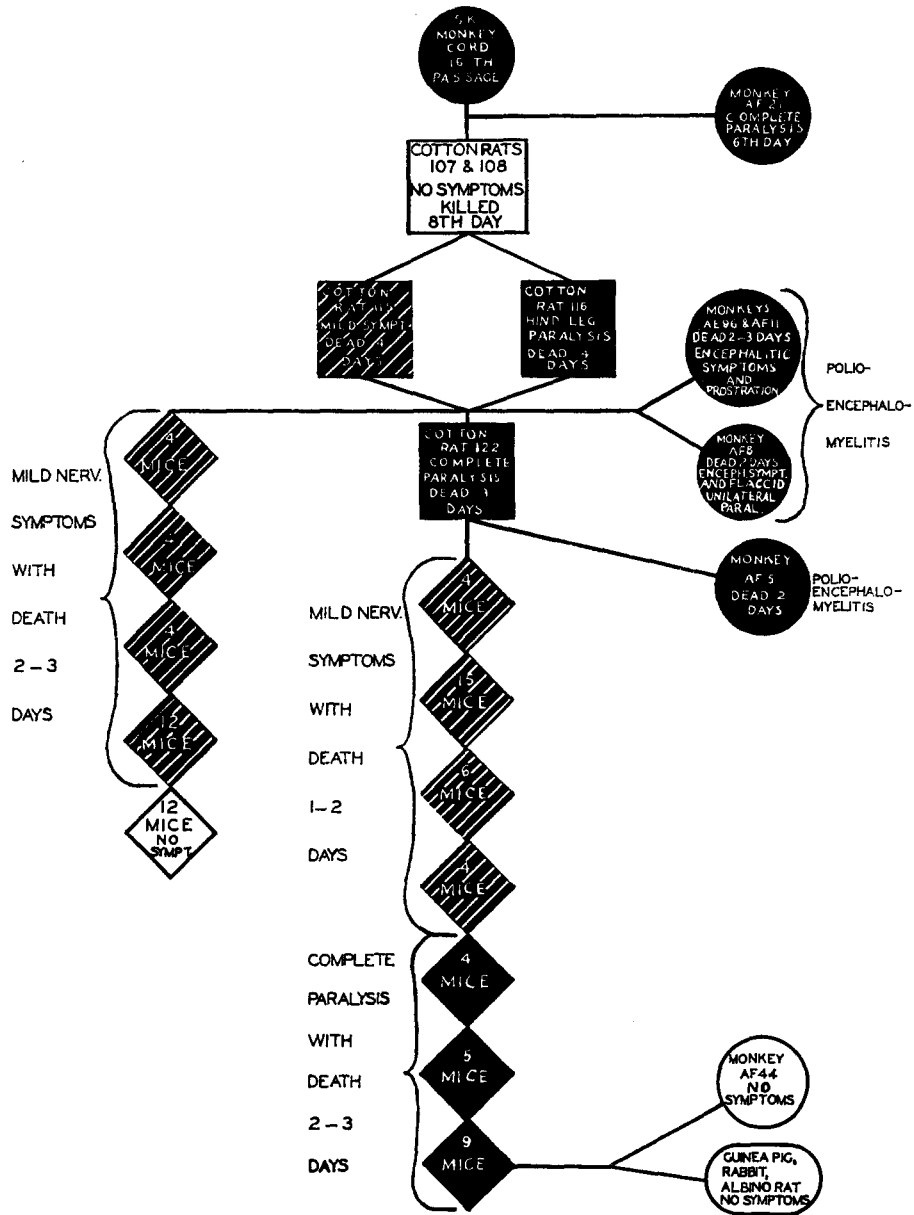 S K
MONKEY
CORD
16 TH
PASSAGE
MONKEY
AF 21
COMPLETE
PARALYSIS
6TH DAY
COTTON RATS
107 & 108
NO SYMPTOMS
KILLED
8TH DAY
COTTON
RAT 115
MILD SYMPT.
DEAD 4
DAYS
COTTON
RAT 116
HIND LEG
PARALYSIS
DEAD 4
DAYS
MONKEYS
AE96 & AF11
DEAD 2-3 DAYS
ENCEPHALITIC
SYMPTOMS
AND
PROSTRATION
MONKEY
AF8
DEAD 7 DAYS
ENCEPH. SYMPT.
AND FLACCID
UNILATERAL
PARAL.
POLIO-
ENCEPHALO-
MYELITIS
COTTON
RAT 122
COMPLETE
PARALYSIS
DEAD 3
DAYS
MONKEY
AF 5
DEAD 2
DAYS
POLIO-
ENCEPHALO-
MYELITIS
MILD NERV.
SYMPTOMS
WITH
DEATH
2-3
DAYS
4
MICE
4
MICE
4
MICE
12
MICE
12
MICE
NO
SYMPT.
MILD NERV.
SYMPTOMS
WITH
DEATH
1-2
DAYS
4
MICE
15
MICE
6
MICE
4
MICE
COMPLETE
PARALYSIS
WITH
DEATH
2-3
DAYS
4
MICE
5
MICE
9
MICE
MONKEY
AF44
NO
SYMPTOMS
GUINEA PIG,
RABBIT,
ALBINO RAT
NO SYMPTOMS